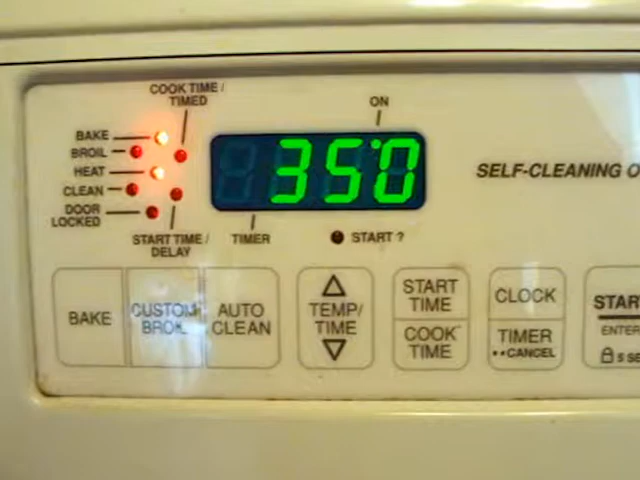 COOK TIME/
TIMED
ON
BAKE
BROIL
HEAT
CLEAN
DOOR
LOCKED
350
SELF-CLEANING
START TIME/
DELAY
TIMER
START ?
BAKE
CUSTOM
BROIL
AUTO
CLEAN
TEMP/
TIME
START
TIME
COOK
TIME
CLOCK
TIMER
••CANCEL
STAR
ENTER
5 SE